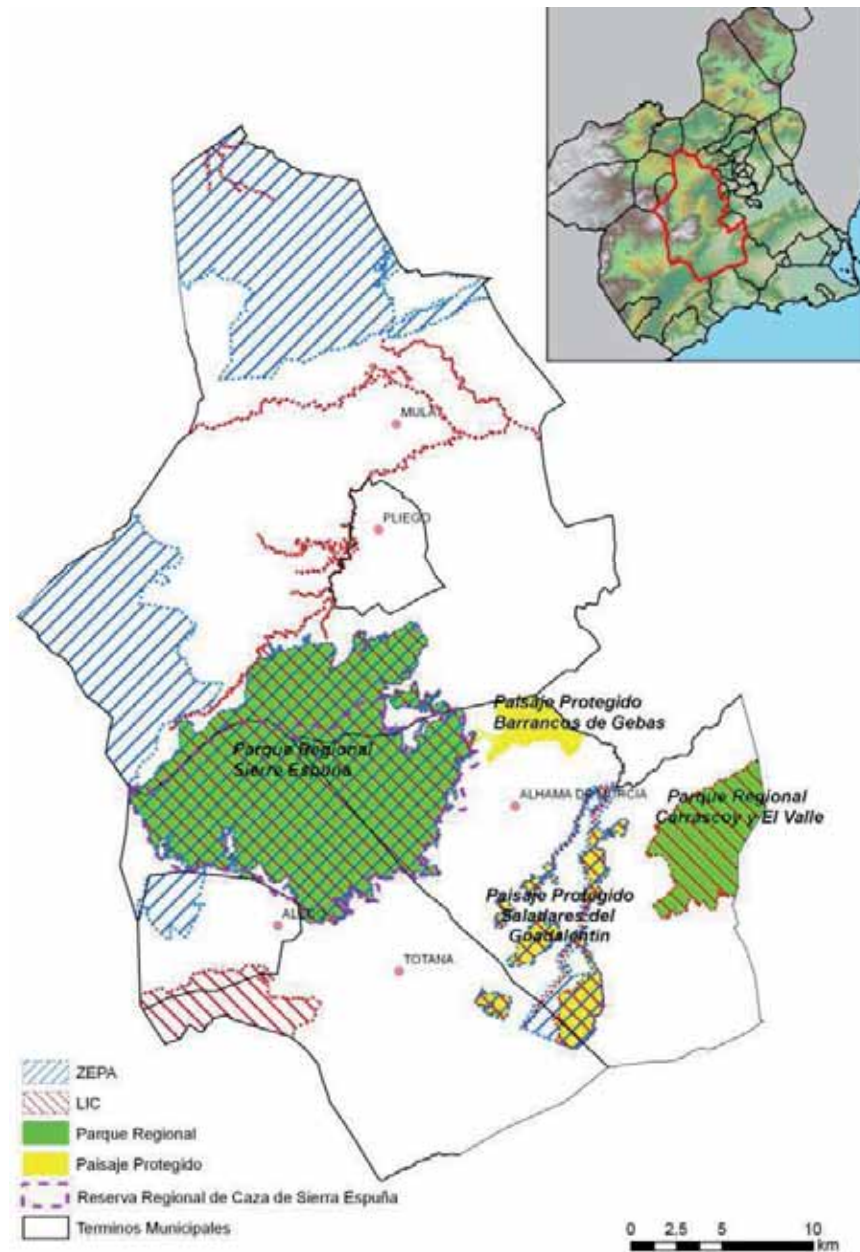 MULA
PLIEGO
Paisaje Protegido
Barrancos de Gebas
Parque Regional
Sierre Espuña
ALHAMA DE MURCIA
Parque Regional
Carrascoy y El Valle
Paisaje Protegido
Saladares del
Guadalentin
TOTANA
ZEPA
LIC
Parque Regional
Paisaje Protegido
Reserva Regional de Caza de Sierra Espuña
Terminos Municipales
0 2.5 5 10
km